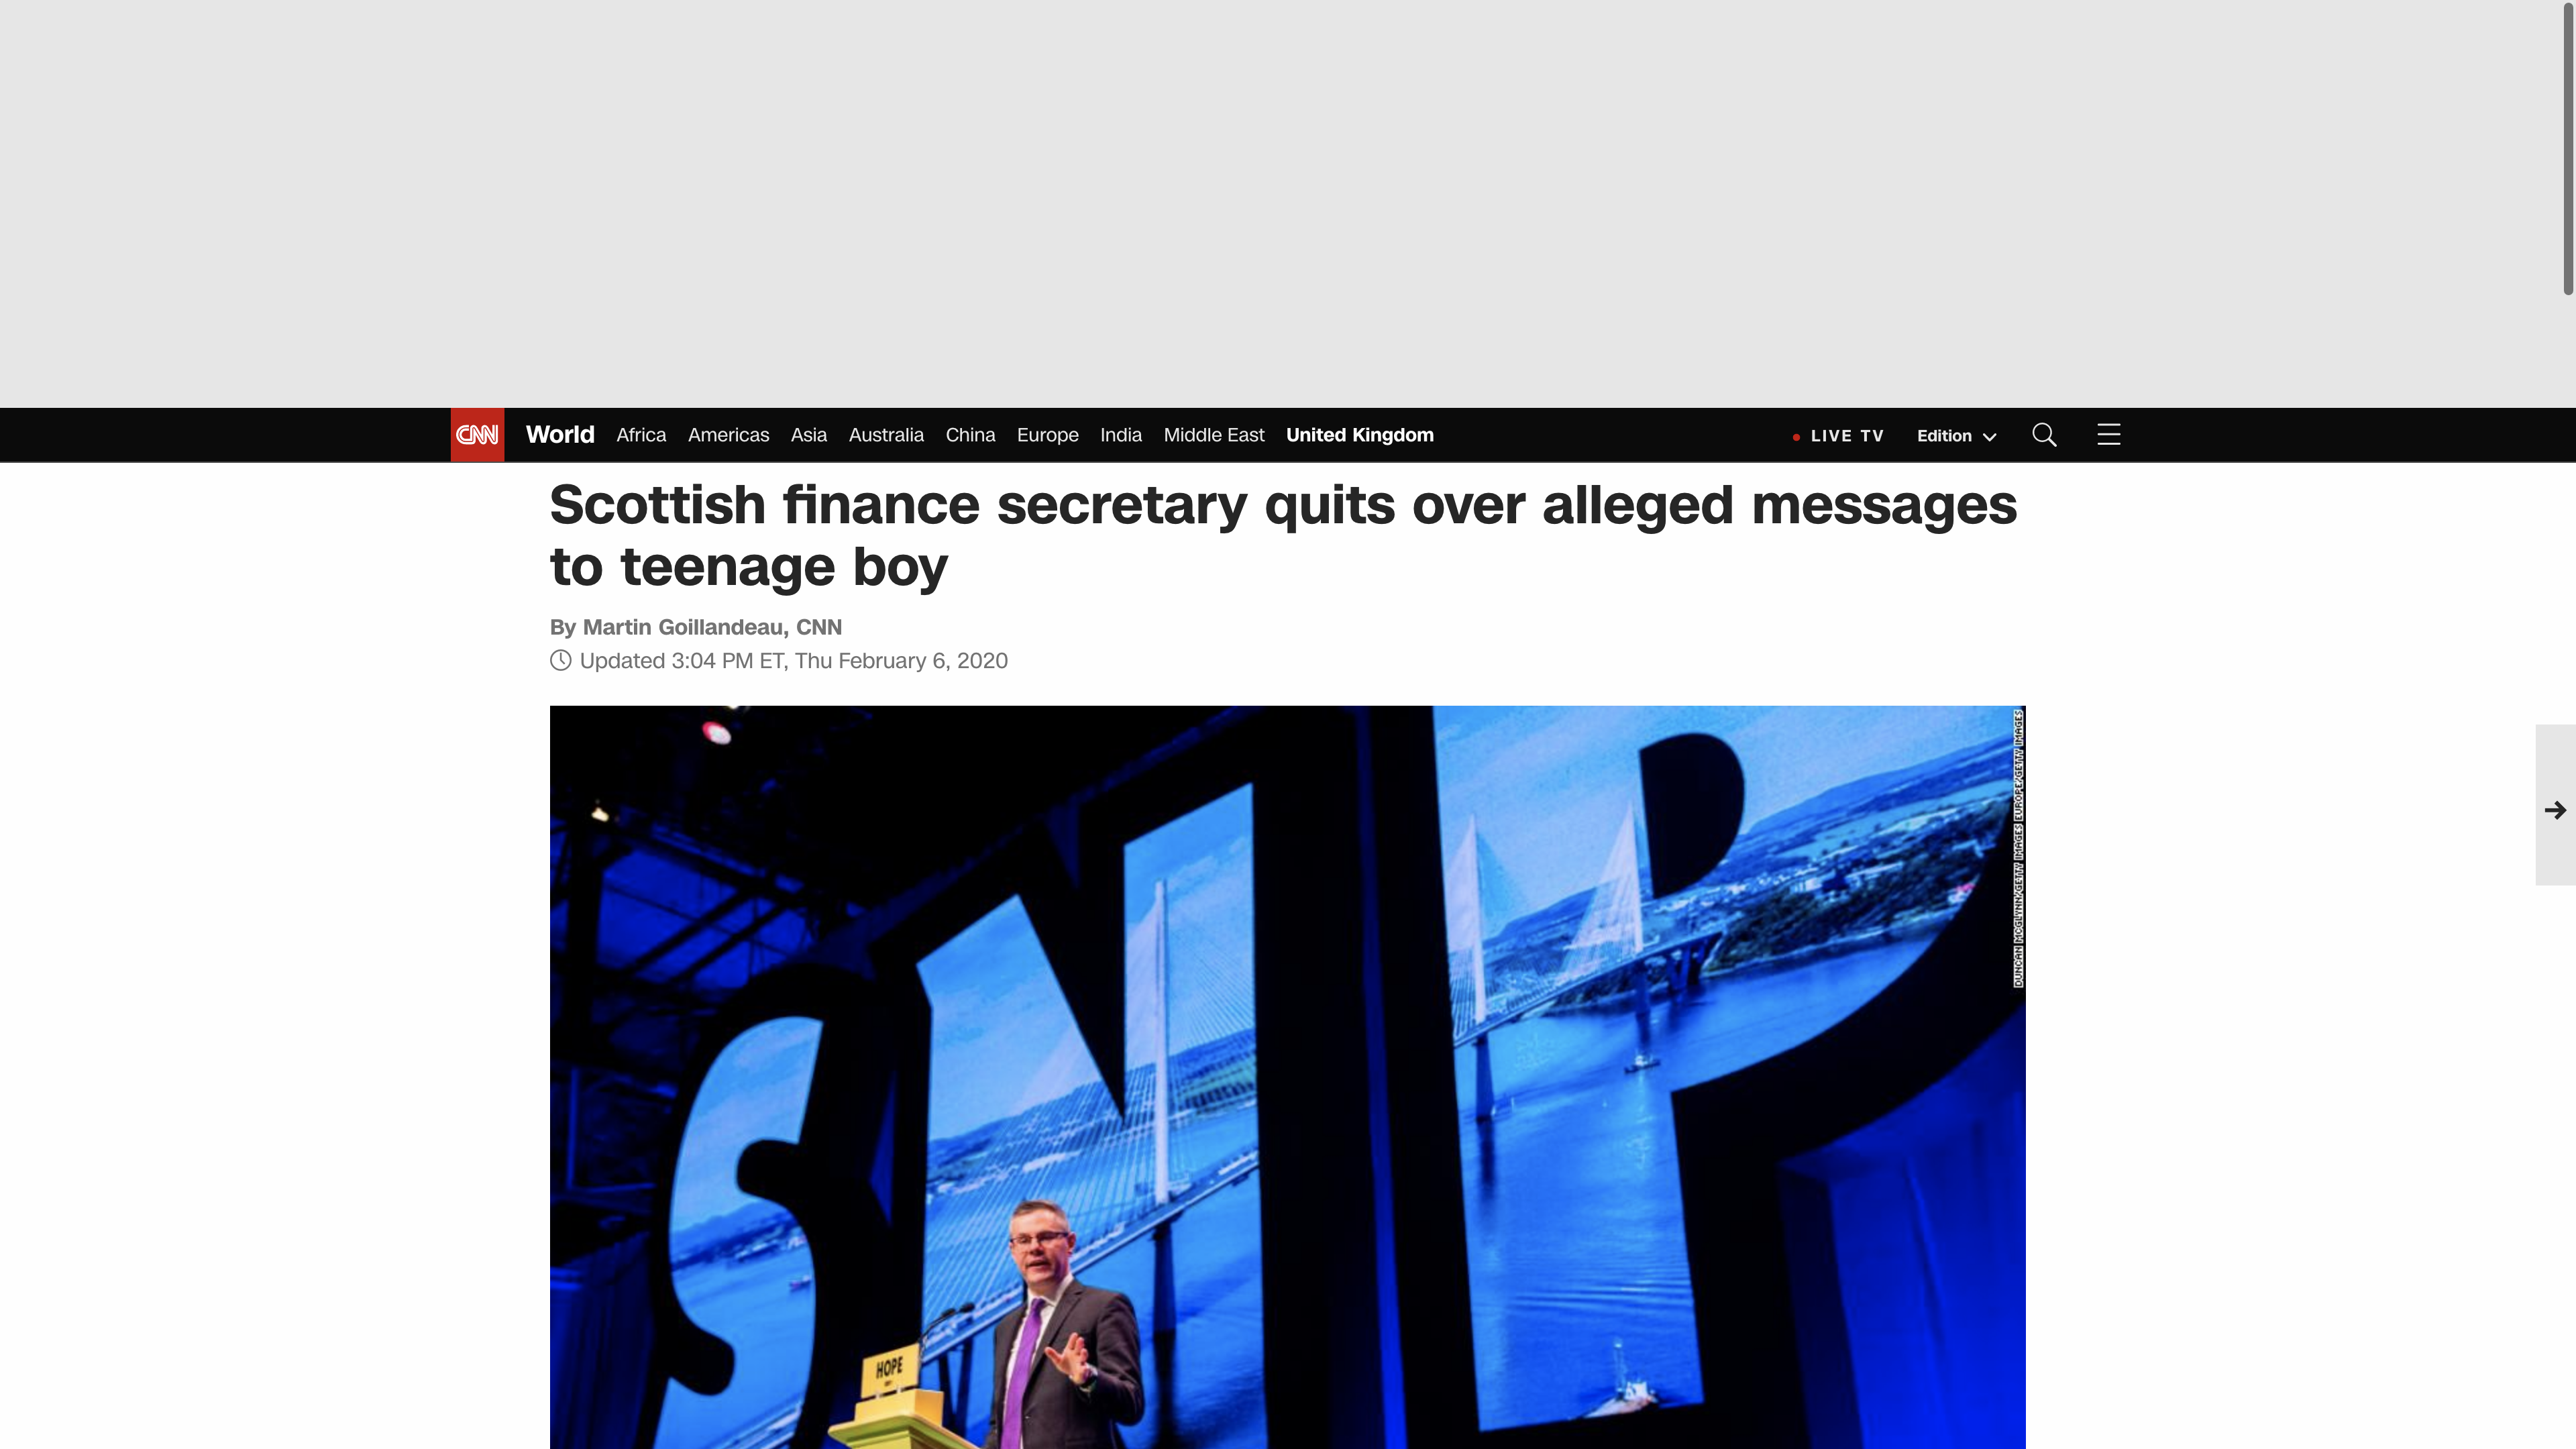 CNN World Africa Americas Asia Australia China Europe India Middle East United Kingdom LIVE TV Edition
Scottish finance secretary quits over alleged messages
to teenage boy
By Martin Goillandeau, CNN
Updated 3:04 PM ET, Thu February 6, 2020
DUNCAN MCGLYNN/GETTY IMAGES EUROPE/GETTY IMAGES
SNP
HOPE